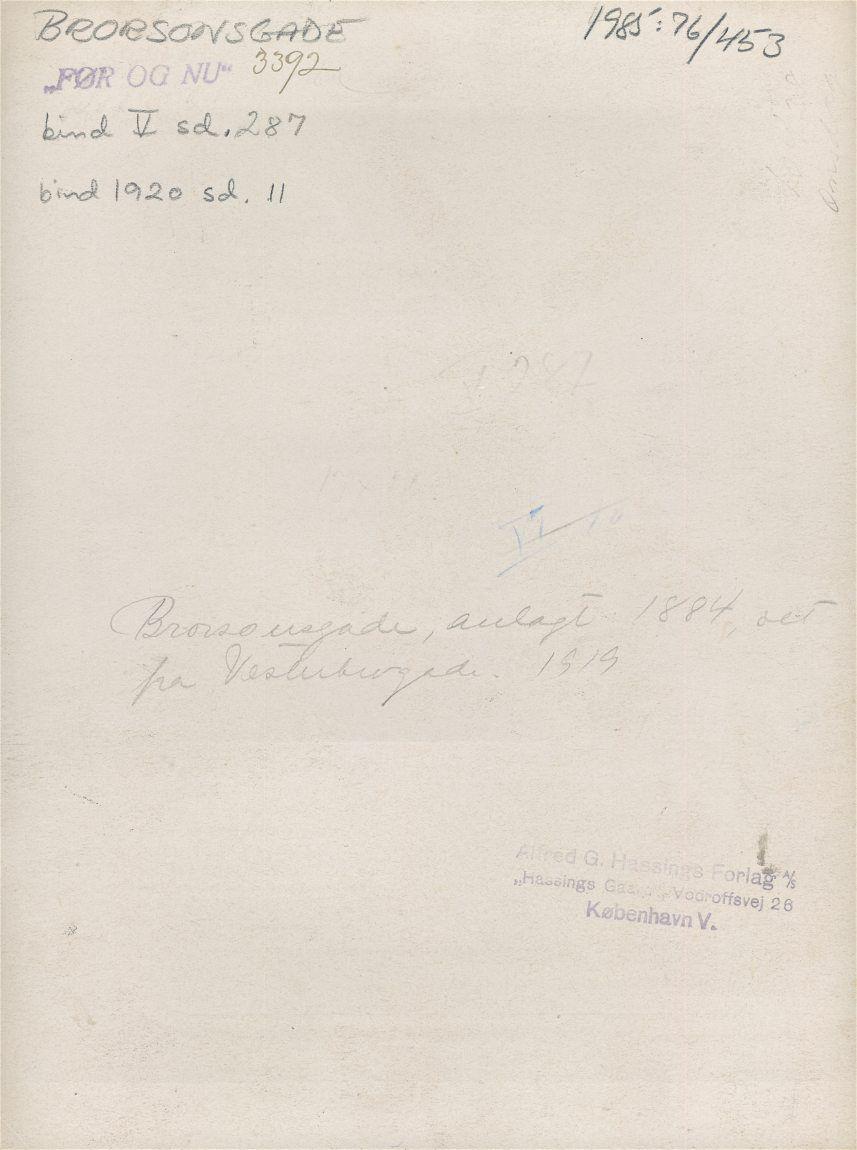 BRORSONSGADE
1985:76/453
„FØR OG NU“ 3392
bind V sd. 287
bind 1920 sd. 11
287
Brorsonsgade, anlagt 1884, set
fra Vesterbrogade. 1919
Alfred G. Hassings Forlag A/S
„Hassings Vodroffsvej 26
København V.